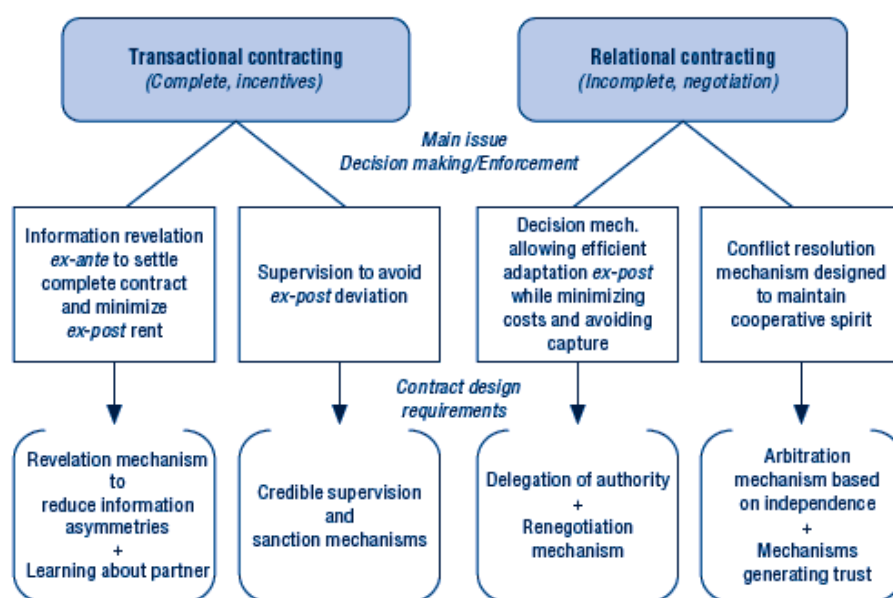 Transactional contracting
(Complete, incentives)
Relational contracting
(Incomplete, negotiation)
Main issue
Decision making/Enforcement
Information revelation
ex-ante to settle
complete contract
and minimize
ex-post rent
Supervision to avoid
ex-post deviation
Decision mech.
allowing efficient
adaptation ex-post
while minimizing
costs and avoiding
capture
Conflict resolution
mechanism designed
to maintain
cooperative spirit
Contract design
requirements
Revelation mechanism
to
reduce information
asymmetries
+
Learning about partner
Credible supervision
and
sanction mechanisms
Delegation of authority
+
Renegotiation
mechanism
Arbitration
mechanism based
on independence
+
Mechanisms
generating trust